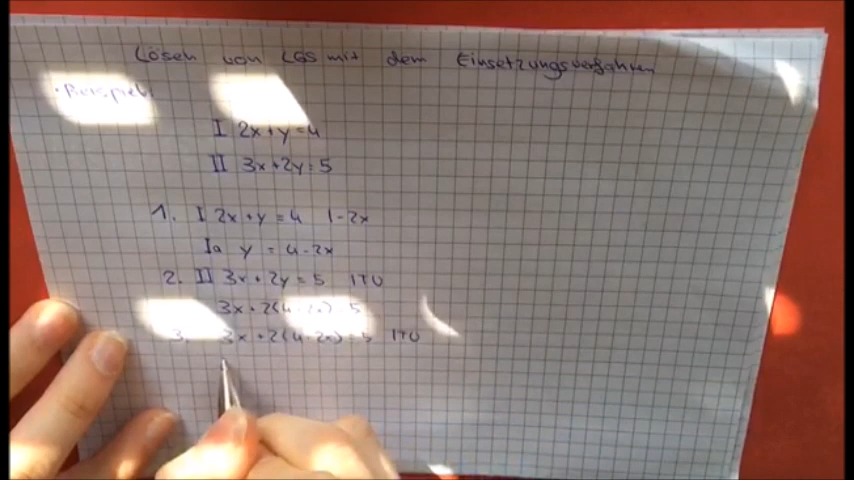 Lösen von LGS mit dem Einsetzungsverfahren
· Beispiel:
I 2x+y=4
II 3x+2y=5
1. I 2x+y=4 |-2x
Ia y = 4-2x
2. II 3x+2y=5 |TU
3x+2(4-2x)=5
3. 3x+2(4-2x)=5 |TU